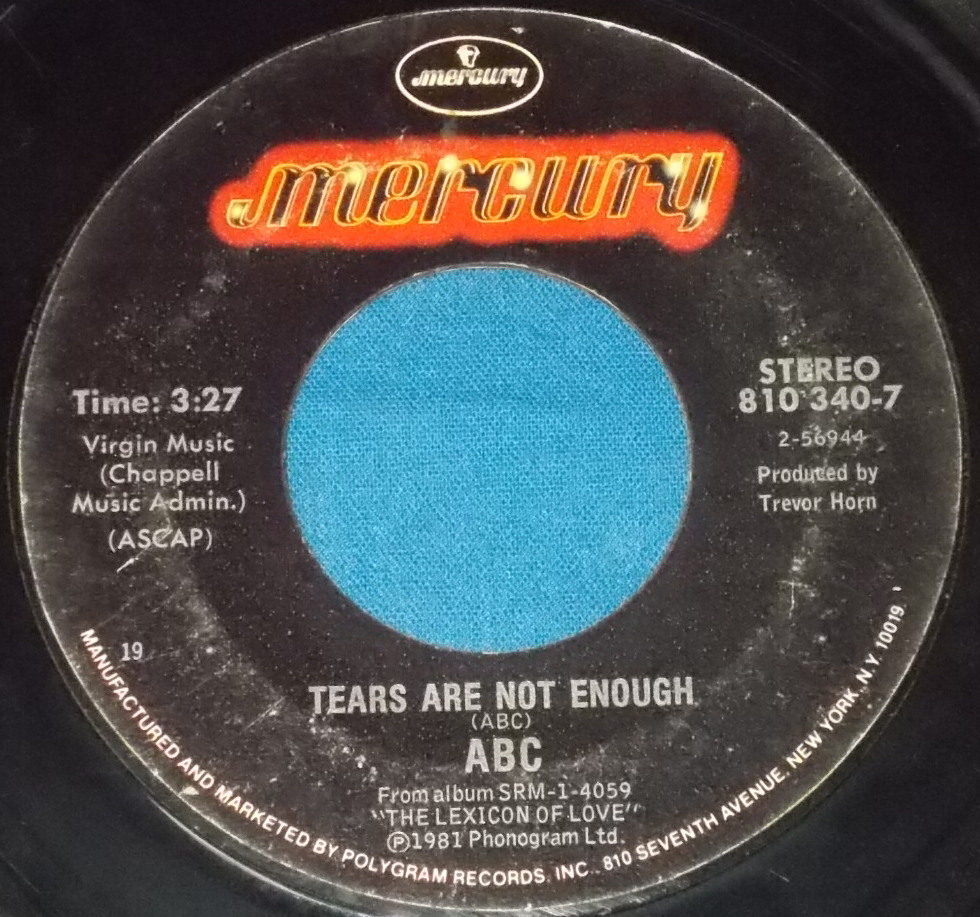 mercury
mercury
Time: 3:27
Virgin Music
(Chappell
Music Admin.)
(ASCAP)
STEREO
810 340-7
2-56944
Produced by
Trevor Horn
19
TEARS ARE NOT ENOUGH
(ABC)
ABC
From album SRM-1-4059
"THE LEXICON OF LOVE"
℗1981 Phonogram Ltd.
MANUFACTURED AND MARKETED BY POLYGRAM RECORDS, INC., 810 SEVENTH AVENUE, NEW YORK, N.Y. 10019